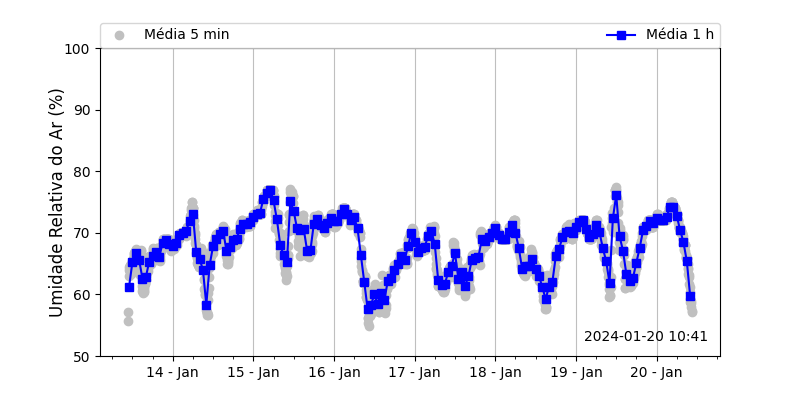 Média 5 min
Média 1 h
Umidade Relativa do Ar (%)
100
90
80
70
60
50
2024-01-20 10:41
14 - Jan
15 - Jan
16 - Jan
17 - Jan
18 - Jan
19 - Jan
20 - Jan